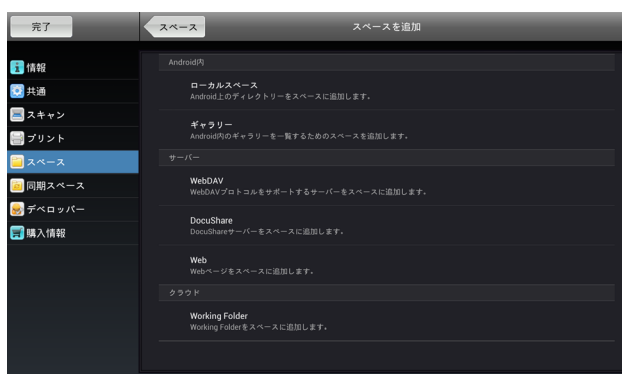 完了
スペース
スペースを追加
情報
共通
スキャン
プリント
スペース
同期スペース
デベロッパー
購入情報
Android内
ローカルスペース
Android上のディレクトリーをスペースに追加します。
ギャラリー
Android内のギャラリーを一覧するためのスペースを追加します。
サーバー
WebDAV
WebDAVプロトコルをサポートするサーバーをスペースに追加します。
DocuShare
DocuShareサーバーをスペースに追加します。
Web
Webページをスペースに追加します。
クラウド
Working Folder
Working Folderをスペースに追加します。